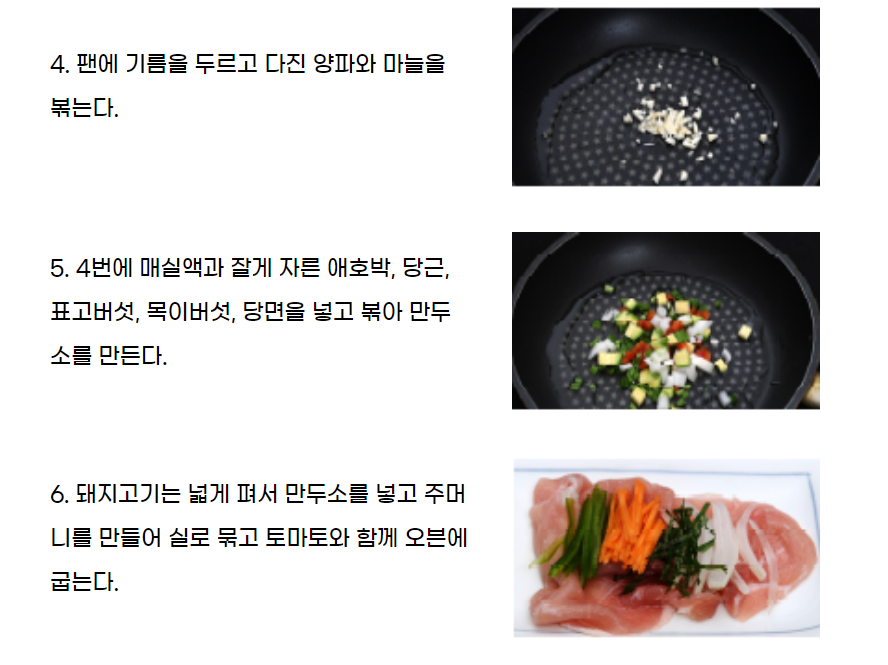 4. 팬에 기름을 두르고 다진 양파와 마늘을
볶는다.
5. 4번에 매실액과 잘게 자른 애호박, 당근,
표고버섯, 목이버섯, 당면을 넣고 볶아 만두
소를 만든다.
6. 돼지고기는 넓게 펴서 만두소를 넣고 주머
니를 만들어 실로 묶고 토마토와 함께 오븐에
굽는다.